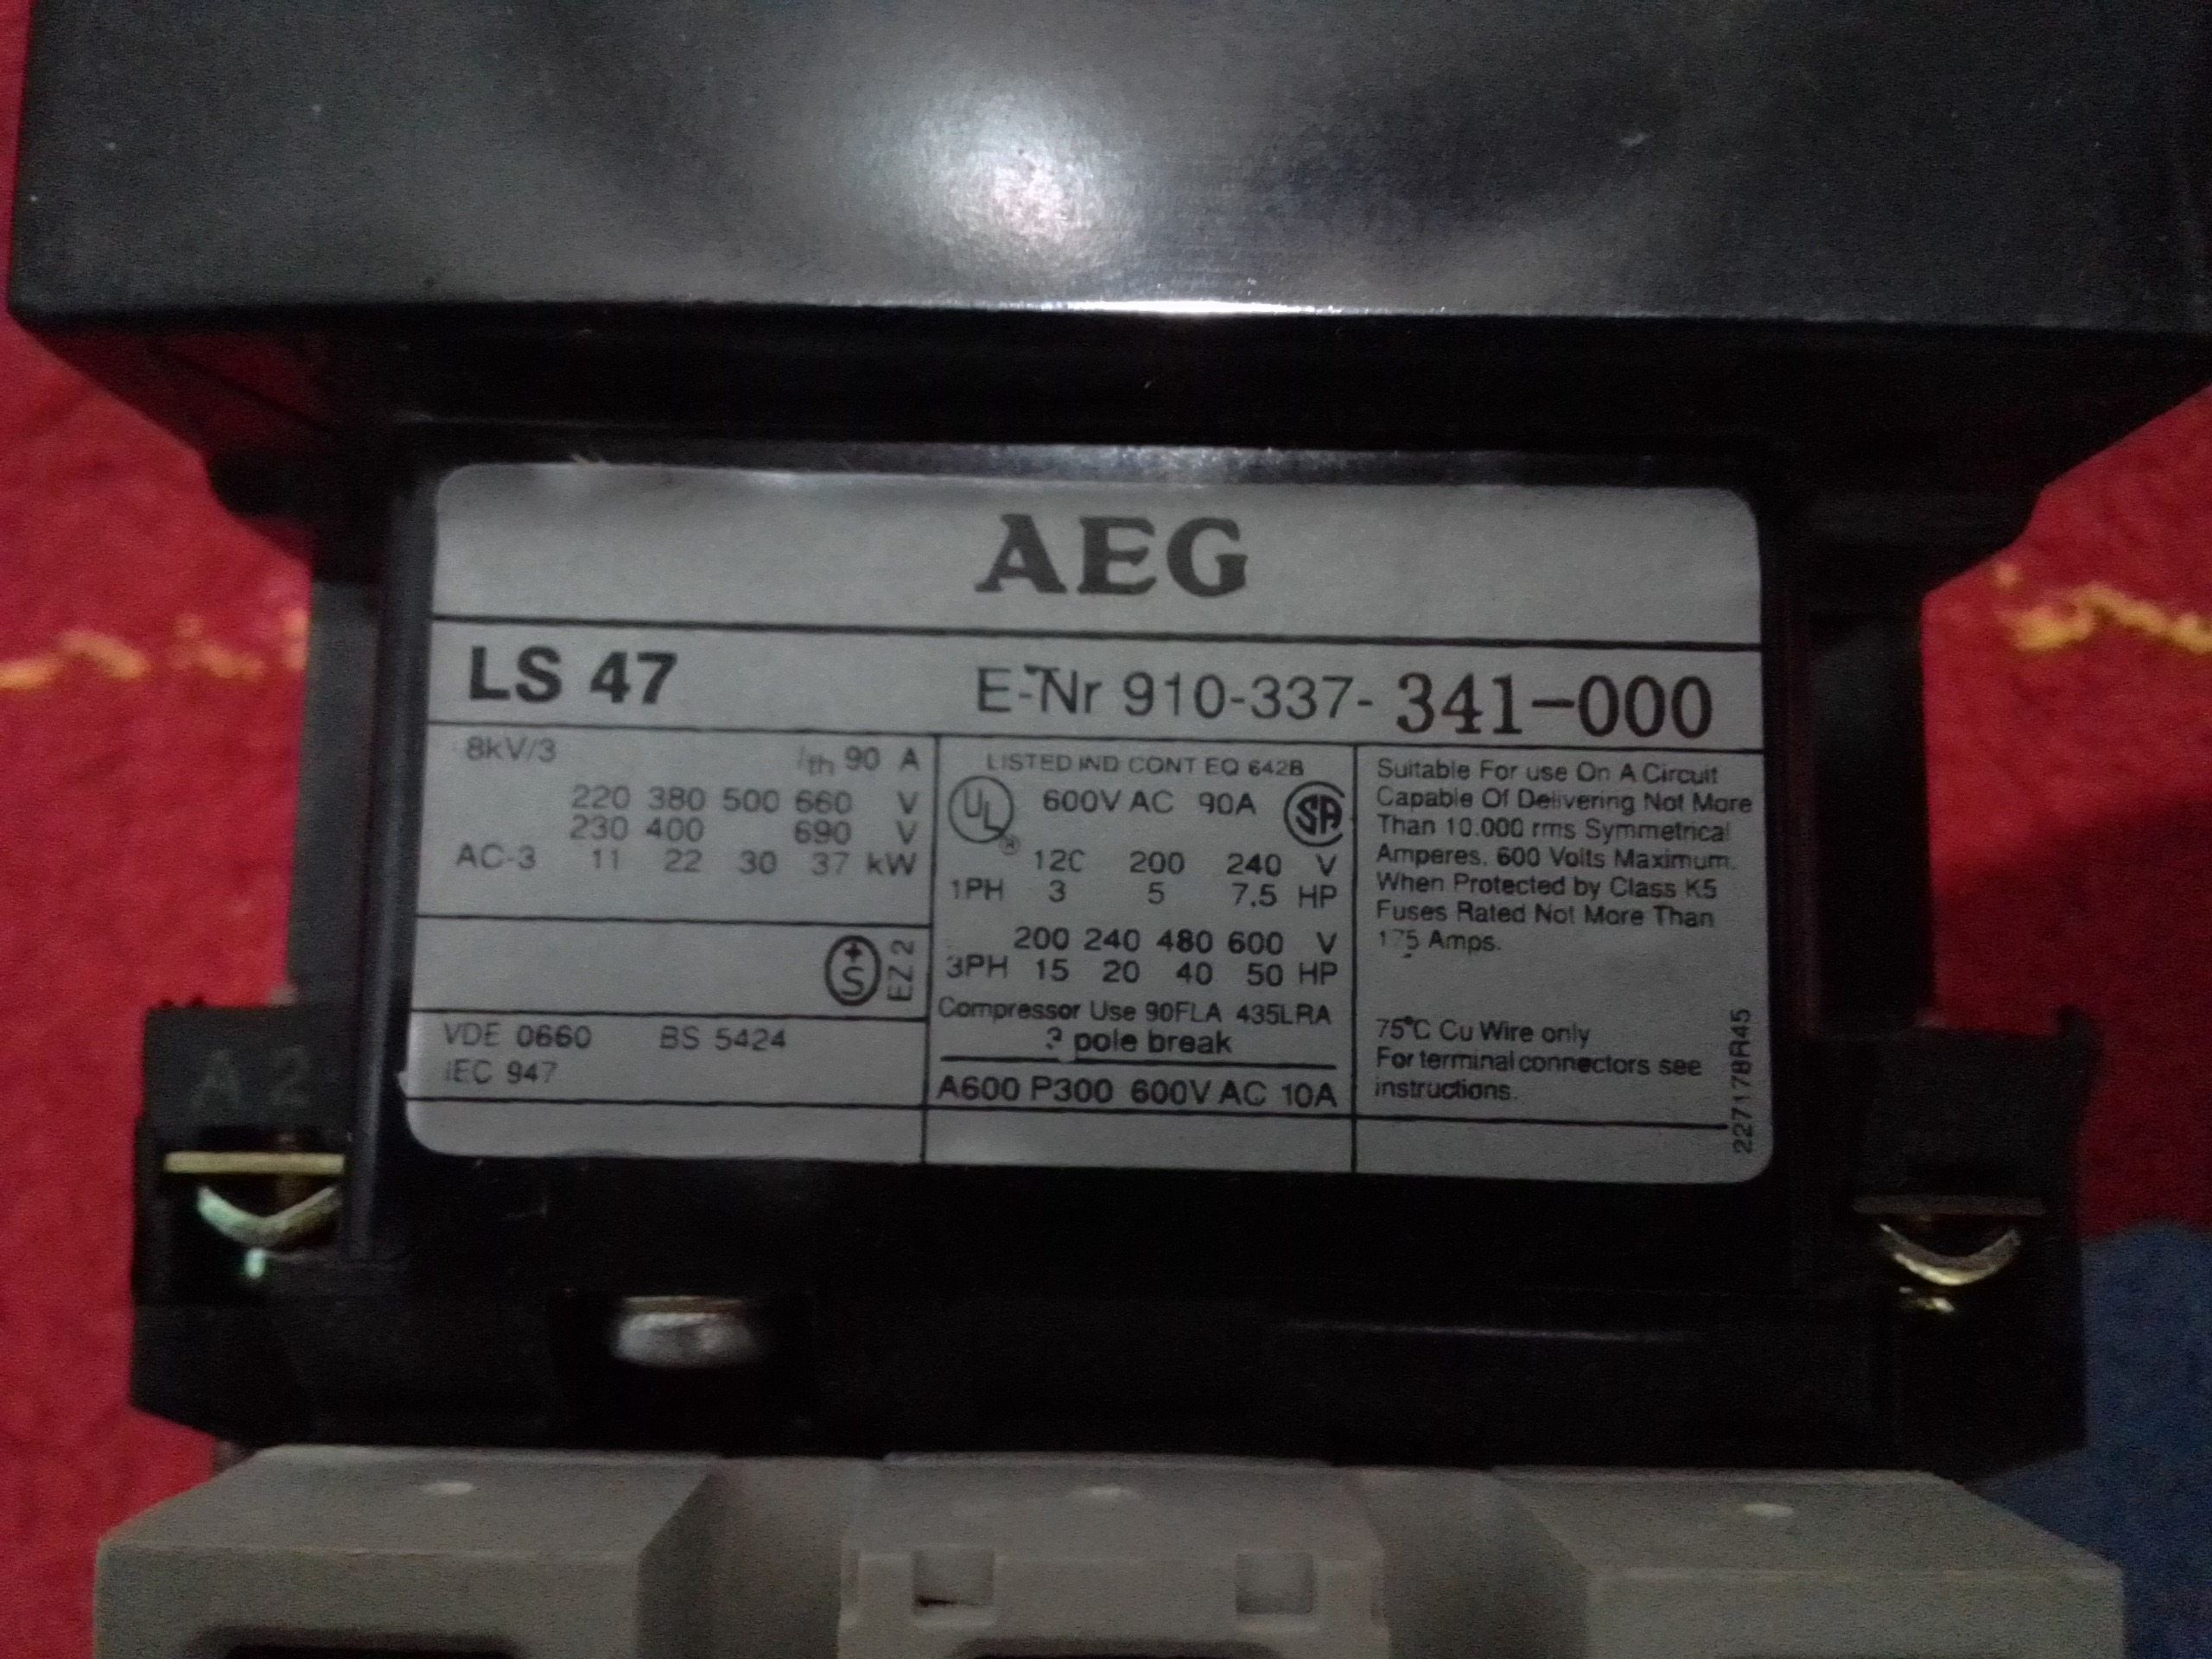 AEG
LS 47 E-Nr 910-337-341-000
8kV/3 Ith 90 A
220 380 500 660 V
230 400 690 V
AC-3 11 22 30 37 kW
+S EZ 2
VDE 0660 BS 5424
IEC 947
LISTED IND CONT EQ 642B
UL® 600V AC 90A SA
120 200 240 V
1PH 3 5 7,5 HP
200 240 480 600 V
3PH 15 20 40 50 HP
Compressor Use 90FLA 435LRA
3 pole break
A600 P300 600V AC 10A
Suitable For use On A Circuit
Capable Of Delivering Not More
Than 10.000 rms Symmetrical
Amperes, 600 Volts Maximum.
When Protected by Class K5
Fuses Rated Not More Than
175 Amps.
75°C Cu Wire only
For terminal connectors see
instructions.
227178R45
A2